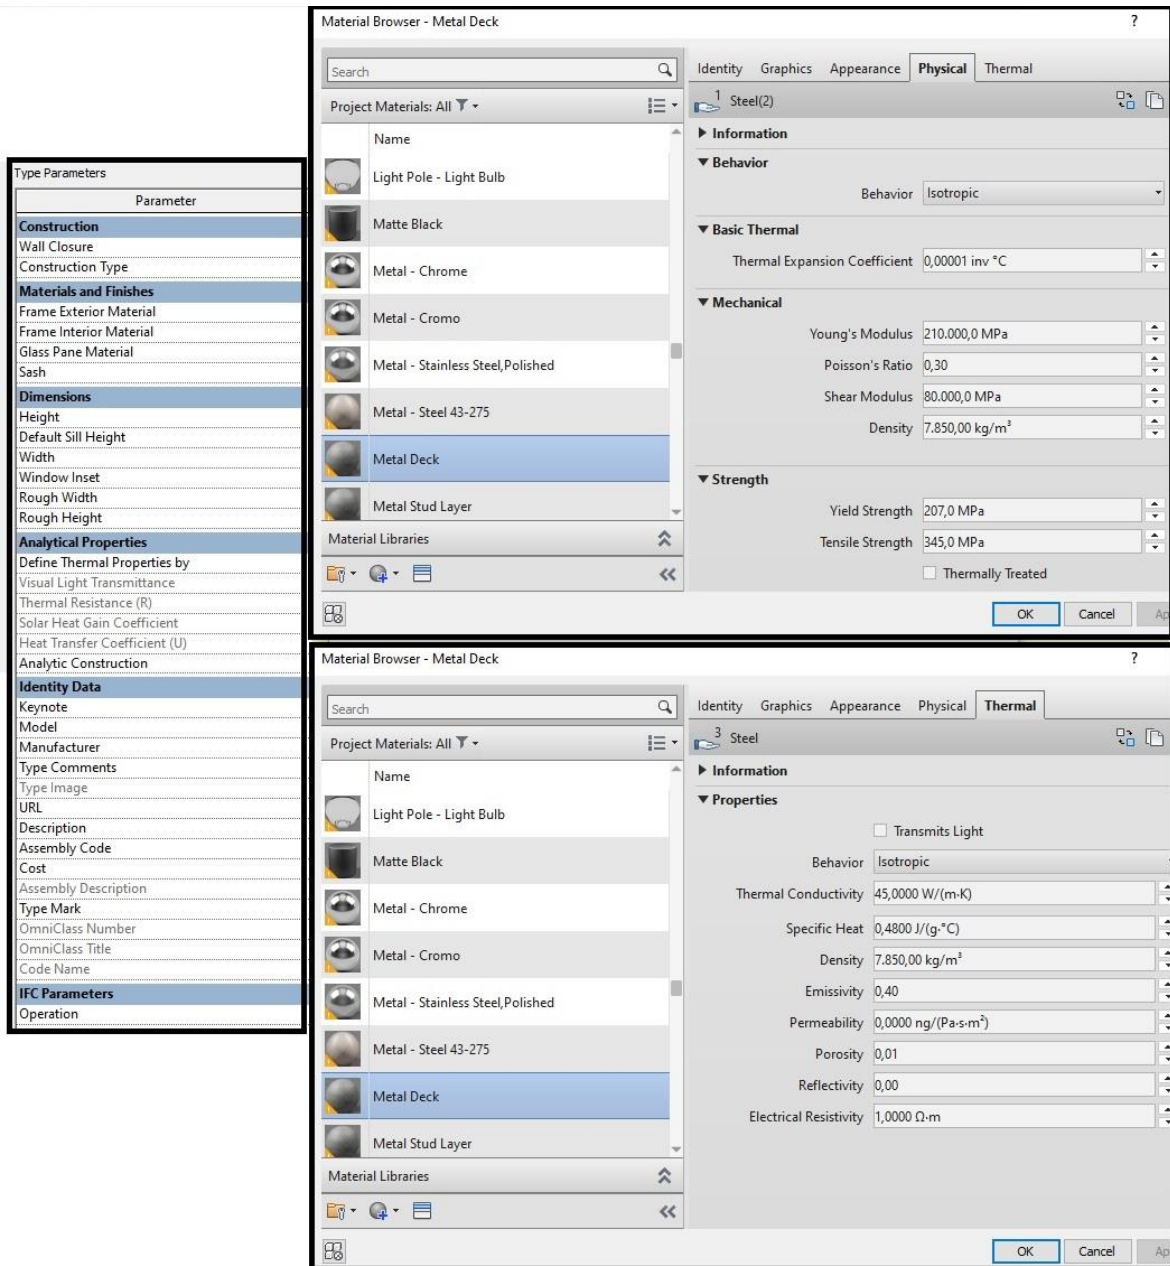 Type Parameters
Parameter
Construction
Wall Closure
Construction Type
Materials and Finishes
Frame Exterior Material
Frame Interior Material
Glass Pane Material
Sash
Dimensions
Height
Default Sill Height
Width
Window Inset
Rough Width
Rough Height
Analytical Properties
Define Thermal Properties by
Visual Light Transmittance
Thermal Resistance (R)
Solar Heat Gain Coefficient
Heat Transfer Coefficient (U)
Analytic Construction
Identity Data
Keynote
Model
Manufacturer
Type Comments
Type Image
URL
Description
Assembly Code
Cost
Assembly Description
Type Mark
OmniClass Number
OmniClass Title
Code Name
IFC Parameters
Operation
Material Browser - Metal Deck ?
Search
Project Materials: All
Name
Light Pole - Light Bulb
Matte Black
Metal - Chrome
Metal - Cromo
Metal - Stainless Steel,Polished
Metal - Steel 43-275
Metal Deck
Metal Stud Layer
Material Libraries
Identity Graphics Appearance Physical Thermal
1 Steel(2)
Information
Behavior
Behavior Isotropic
Basic Thermal
Thermal Expansion Coefficient 0,00001 inv °C
Mechanical
Young's Modulus 210.000,0 MPa
Poisson's Ratio 0,30
Shear Modulus 80.000,0 MPa
Density 7.850,00 kg/m³
Strength
Yield Strength 207,0 MPa
Tensile Strength 345,0 MPa
Thermally Treated
OK Cancel Ap
Material Browser - Metal Deck ?
Search
Project Materials: All
Name
Light Pole - Light Bulb
Matte Black
Metal - Chrome
Metal - Cromo
Metal - Stainless Steel,Polished
Metal - Steel 43-275
Metal Deck
Metal Stud Layer
Material Libraries
Identity Graphics Appearance Physical Thermal
3 Steel
Information
Properties
Transmits Light
Behavior Isotropic
Thermal Conductivity 45,0000 W/(m·K)
Specific Heat 0,4800 J/(g·°C)
Density 7.850,00 kg/m³
Emissivity 0,40
Permeability 0,0000 ng/(Pa·s·m²)
Porosity 0,01
Reflectivity 0,00
Electrical Resistivity 1,0000 Ω·m
OK Cancel Ap